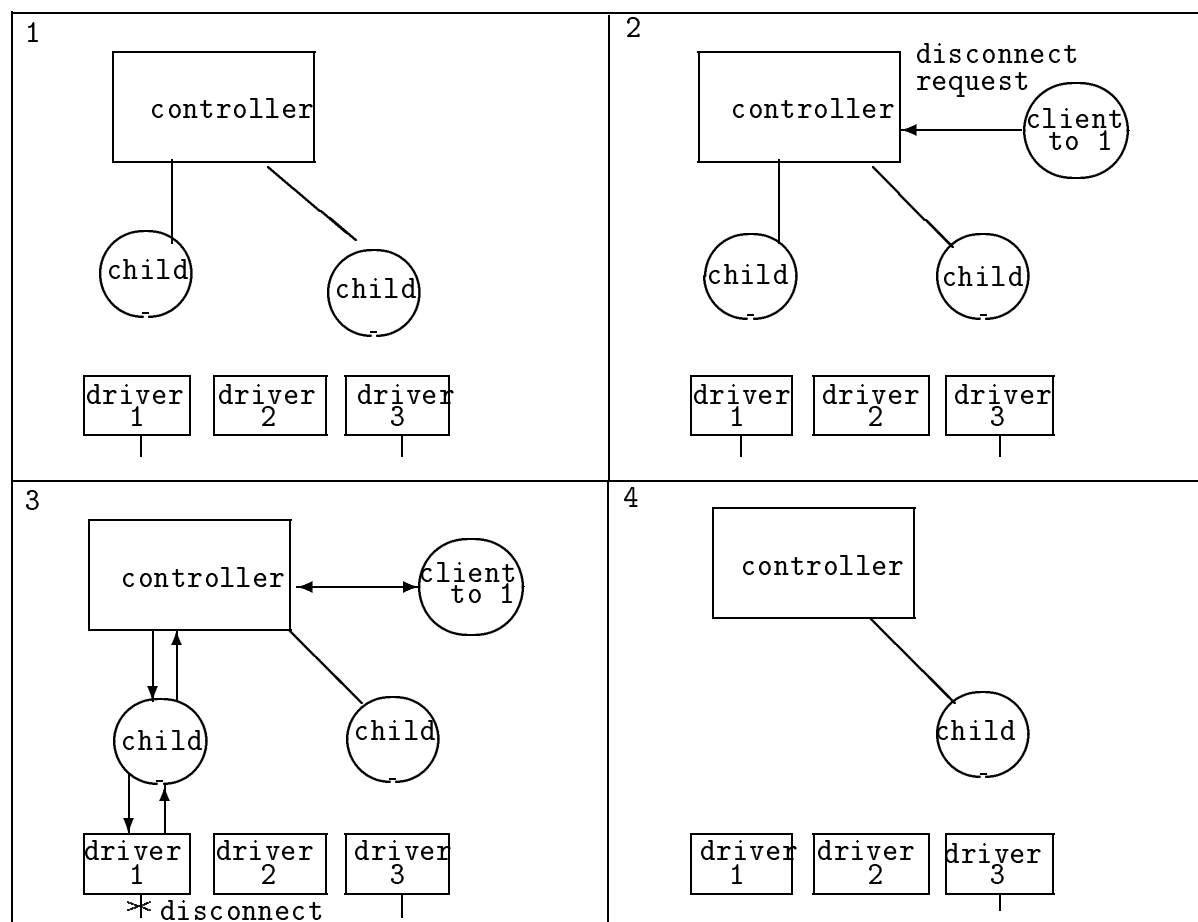 1
controller
child
child
driver
1
driver
2
driver
3
2
disconnect
request
controller
client
to 1
child
child
driver
1
driver
2
driver
3
3
controller
client
to 1
child
child
driver
1
driver
2
driver
3
disconnect
4
controller
child
driver
1
driver
2
driver
3